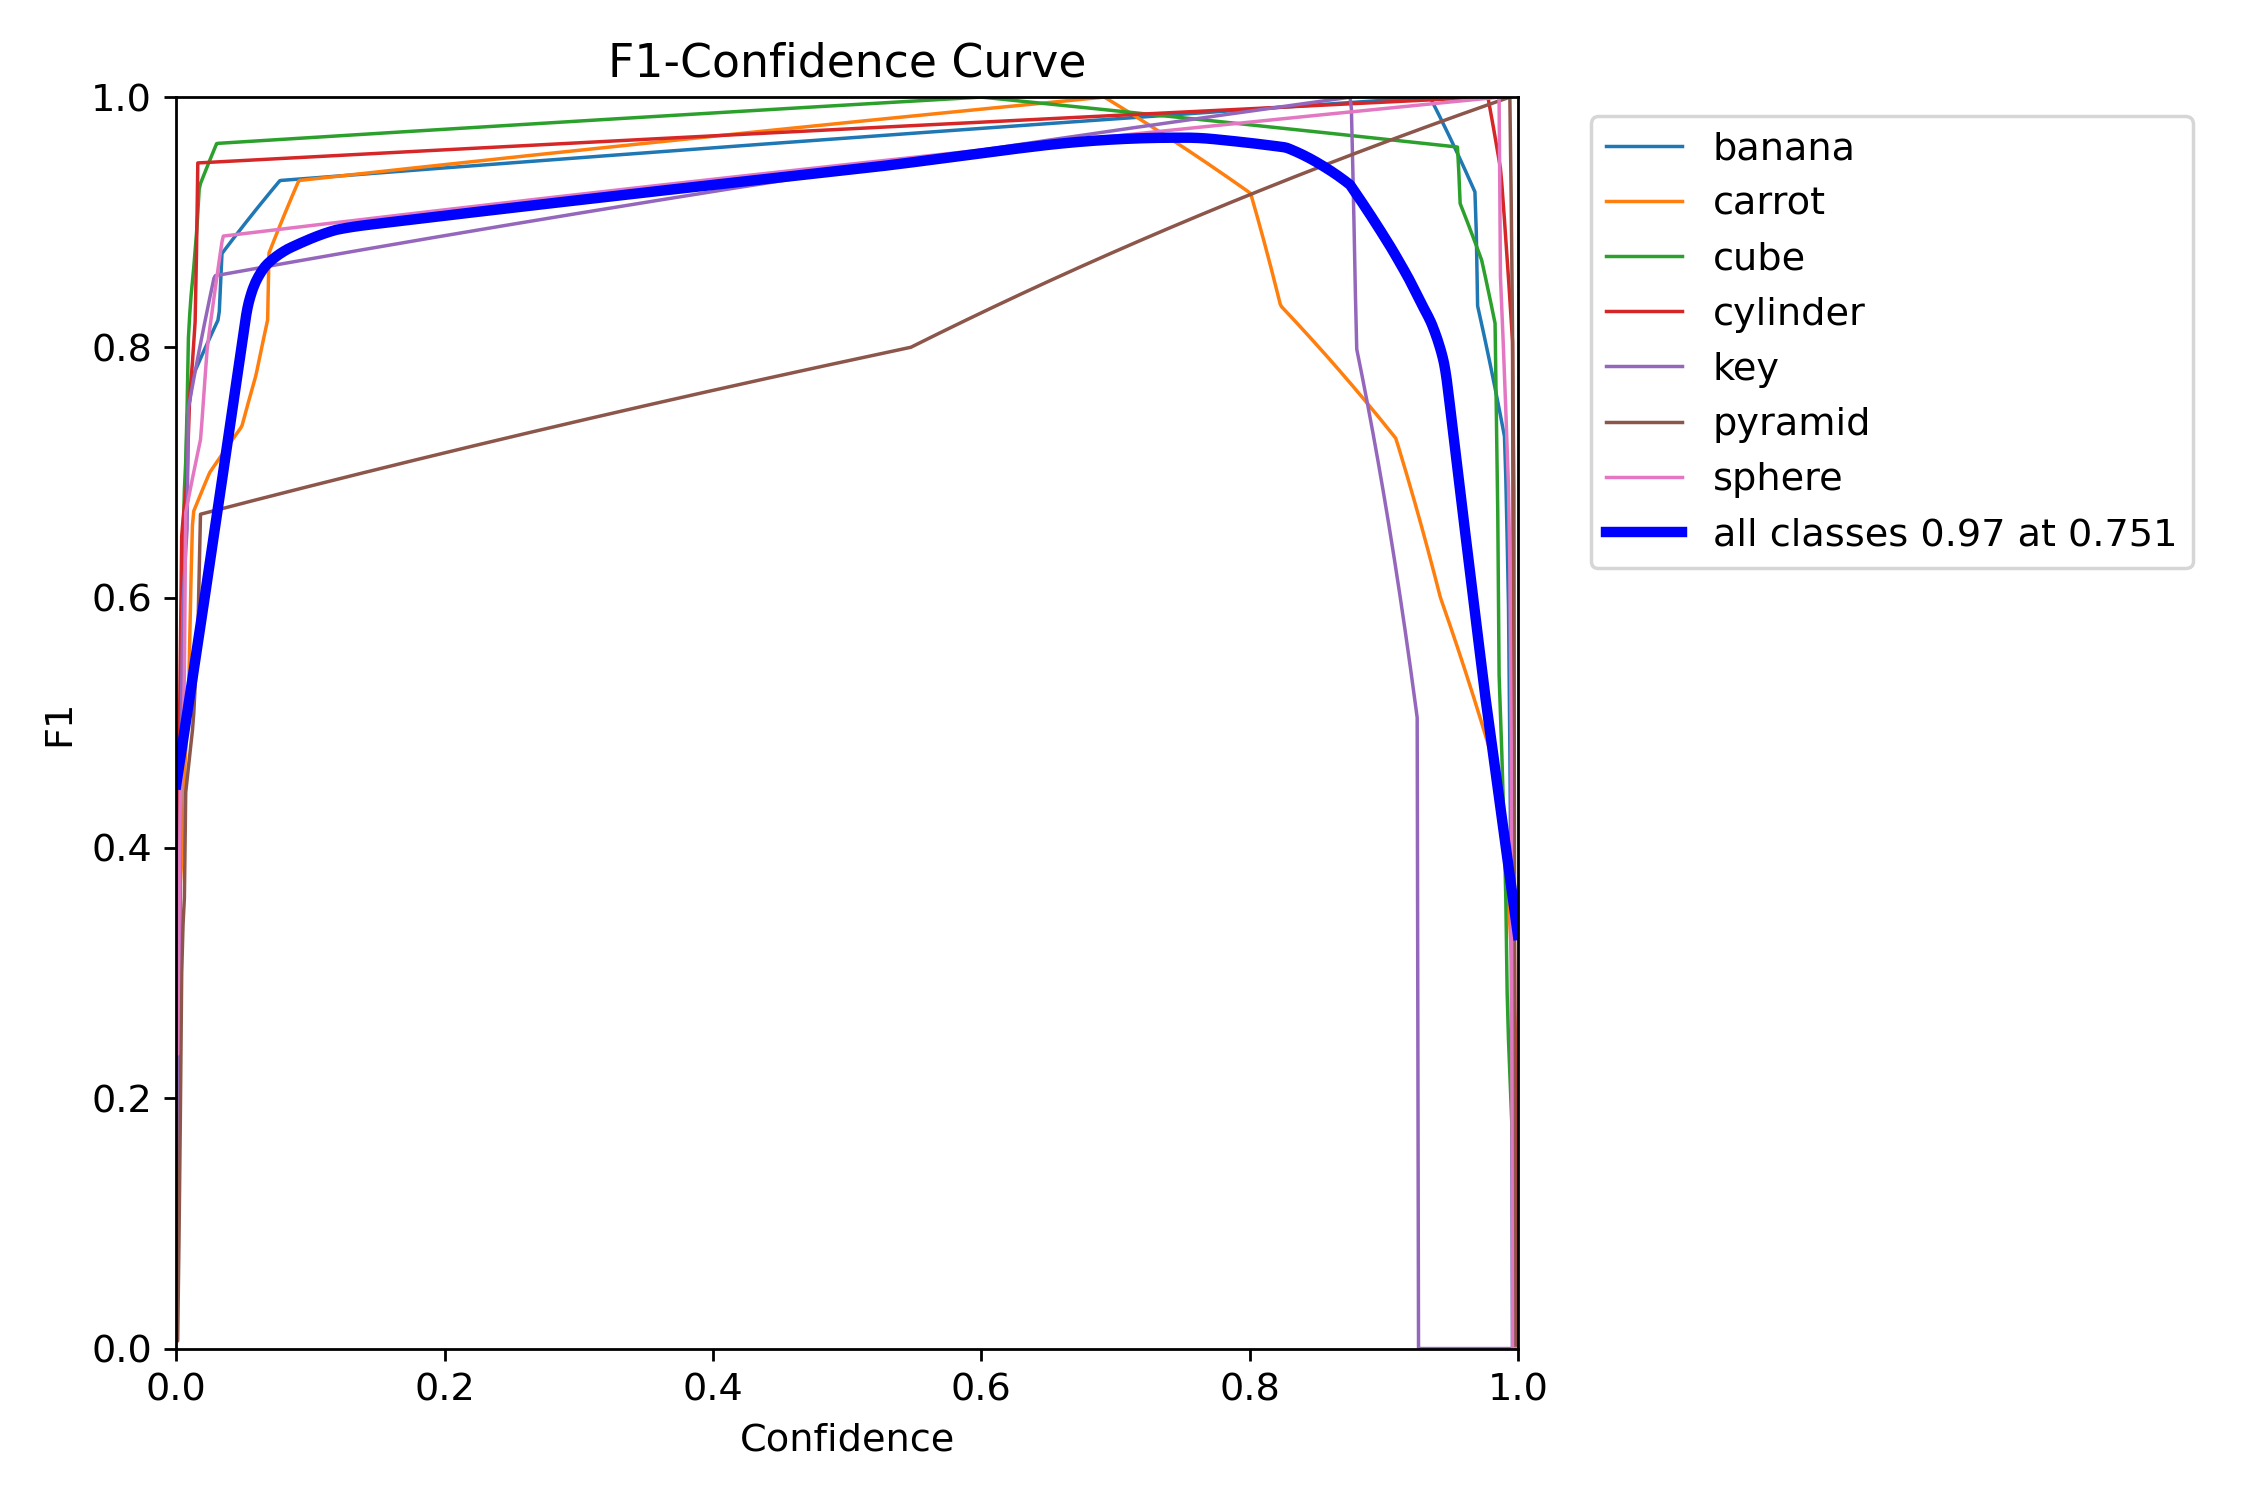 F1-Confidence Curve
1.0
0.8
0.6
0.4
0.2
0.0
F1
0.0 0.2 0.4 0.6 0.8 1.0
Confidence
banana
carrot
cube
cylinder
key
pyramid
sphere
all classes 0.97 at 0.751